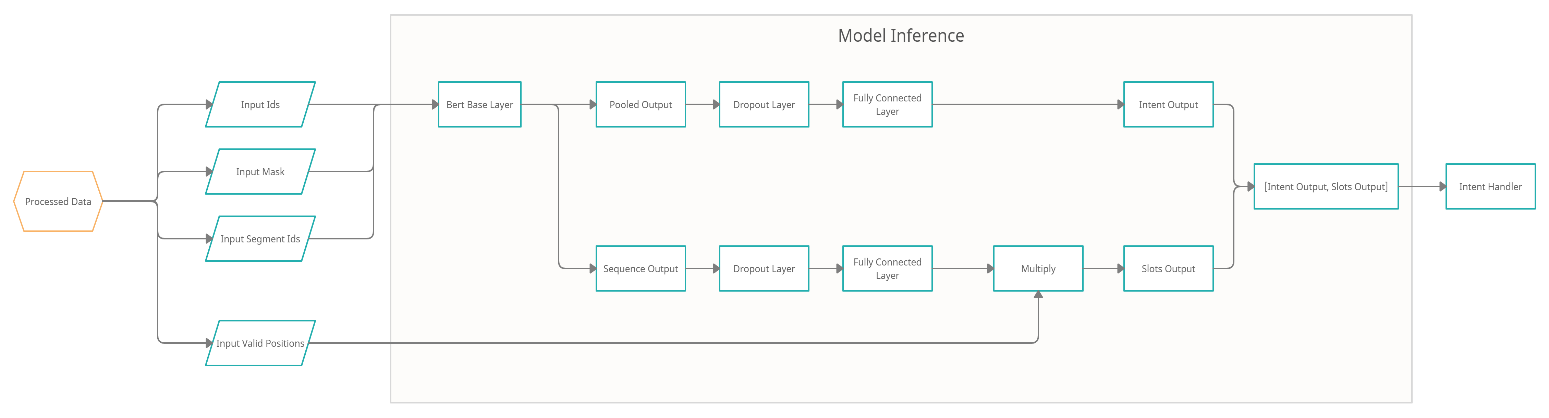 Model Inference
Processed Data
Input Ids
Input Mask
Input Segment Ids
Input Valid Positions
Bert Base Layer
Pooled Output
Dropout Layer
Fully Connected
Layer
Intent Output
Sequence Output
Dropout Layer
Fully Connected
Layer
Multiply
Slots Output
[Intent Output, Slots Output]
Intent Handler